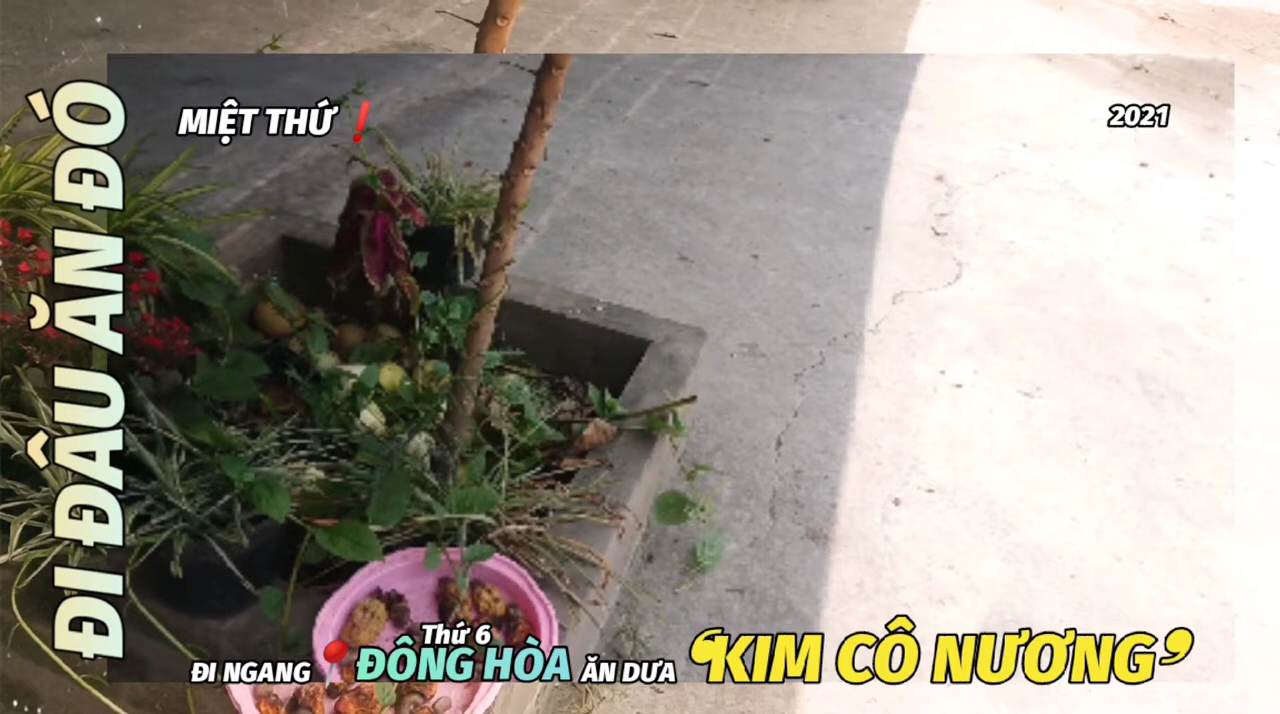 ĐI ĐÂU ĂN ĐÓ
MIỆT THỨ❗
2021
Thứ 6
ĐI NGANG📍ĐÔNG HÒA ĂN DƯA “KIM CÔ NƯƠNG”